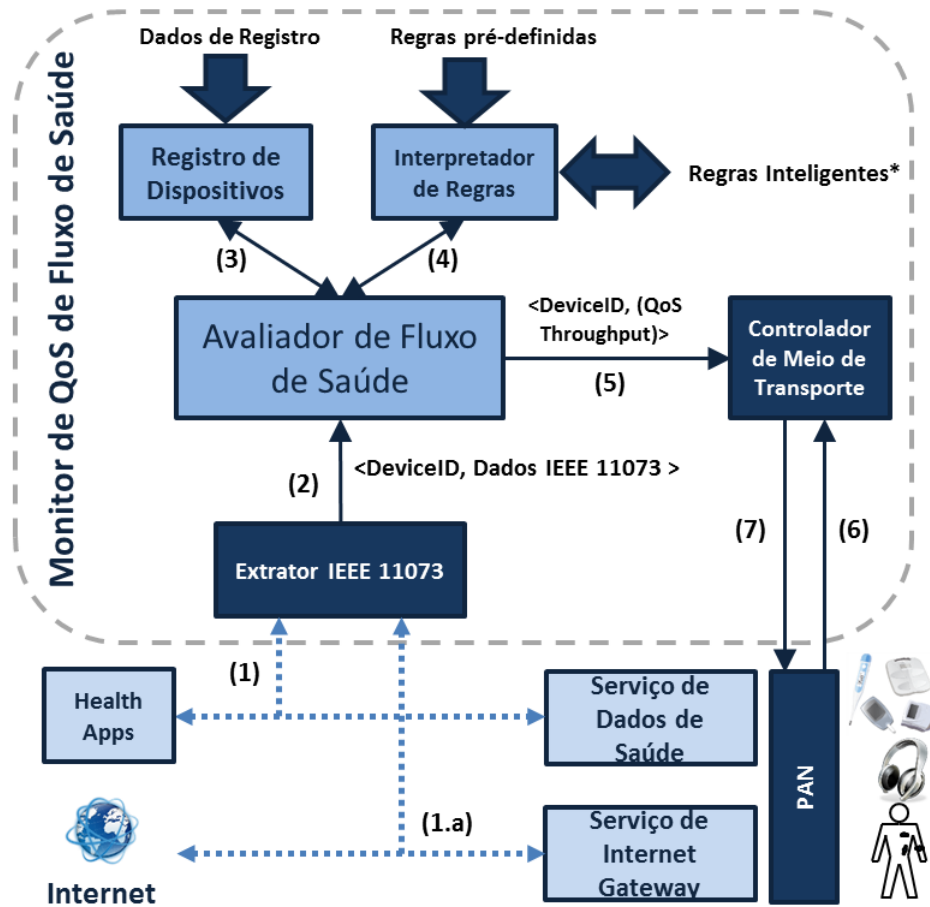 Monitor de QoS de Fluxo de Saúde
Dados de Registro
Regras pré-definidas
Registro de
Dispositivos
Interpretador
de Regras
Regras Inteligentes*
(3)
(4)
Avaliador de Fluxo
de Saúde
<DeviceID, (QoS
Throughput)>
(5)
Controlador
de Meio de
Transporte
(2)
<DeviceID, Dados IEEE 11073 >
(7)
(6)
Extrator IEEE 11073
(1)
Health
Apps
Serviço de
Dados de
Saúde
PAN
(1.a)
Internet
Serviço de
Internet
Gateway